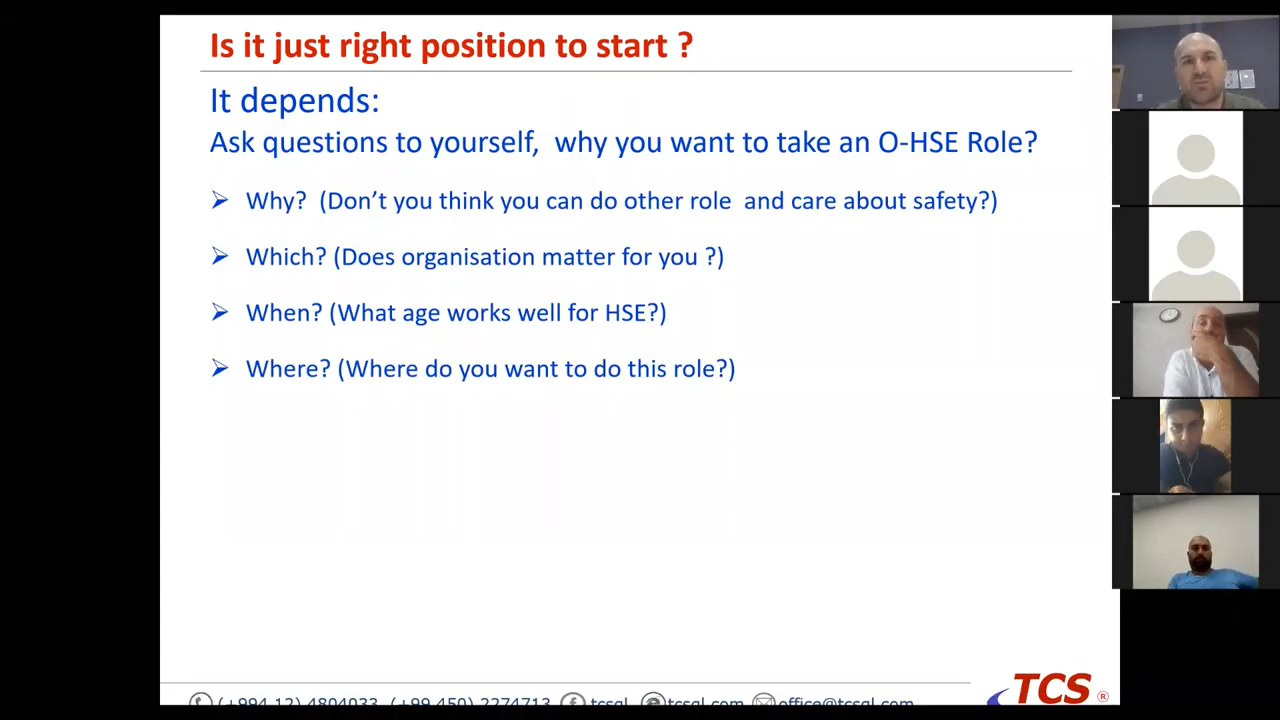 Is it just right position to start ?
It depends:
Ask questions to yourself, why you want to take an O-HSE Role?
➢ Why? (Don’t you think you can do other role and care about safety?)
➢ Which? (Does organisation matter for you ?)
➢ When? (What age works well for HSE?)
➢ Where? (Where do you want to do this role?)
(+994 12) 4804033, (+99 450) 2274713 tcsql tcsql.com office@tcsql.com
TCS ®